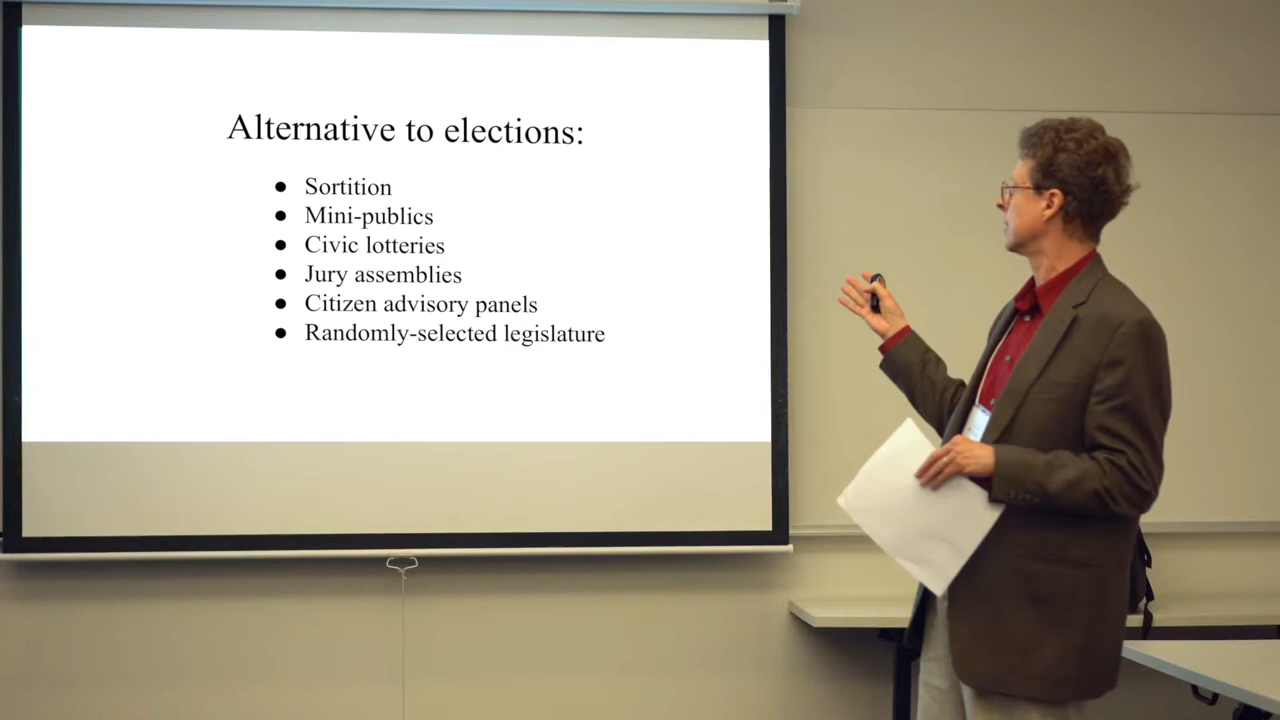 Alternative to elections:
● Sortition
● Mini-publics
● Civic lotteries
● Jury assemblies
● Citizen advisory panels
● Randomly-selected legislature